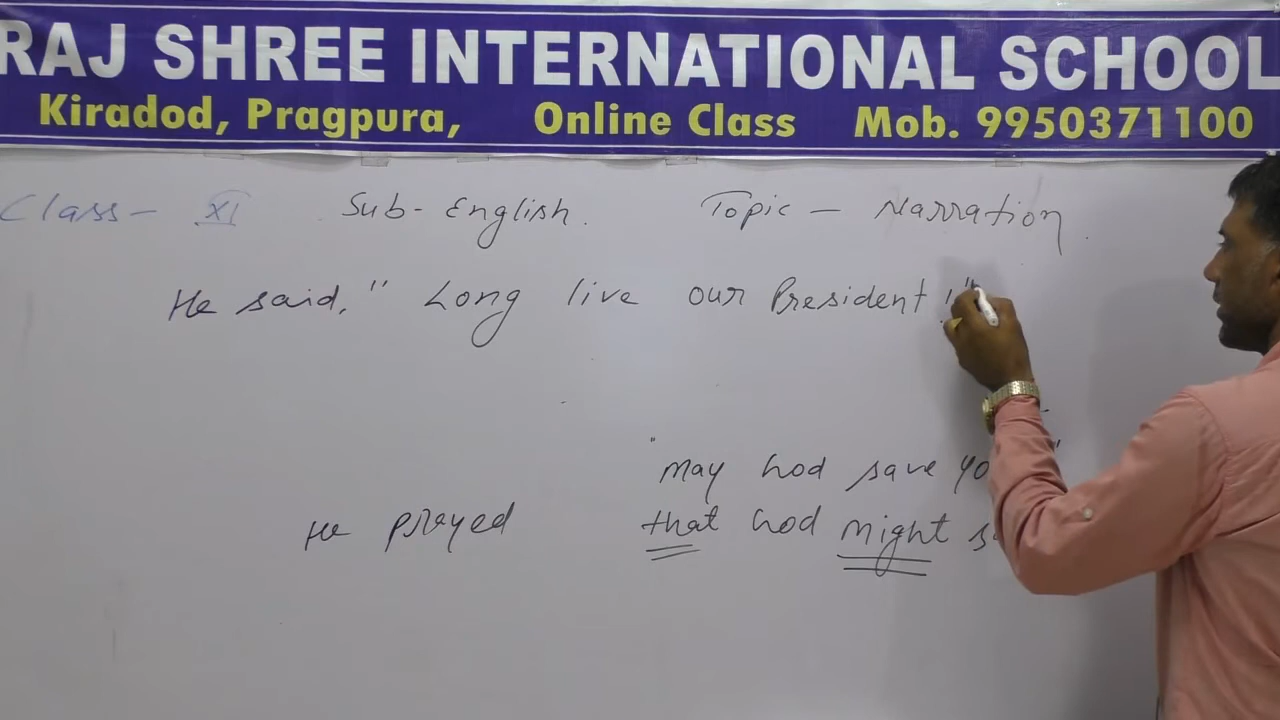 RAJ SHREE INTERNATIONAL SCHOOL
Kiradod, Pragpura, Online Class Mob. 9950371100
Class - XI Sub - English. Topic - Narration.
He said, " Long live our President ! "
" May God save "
He prayed that God might